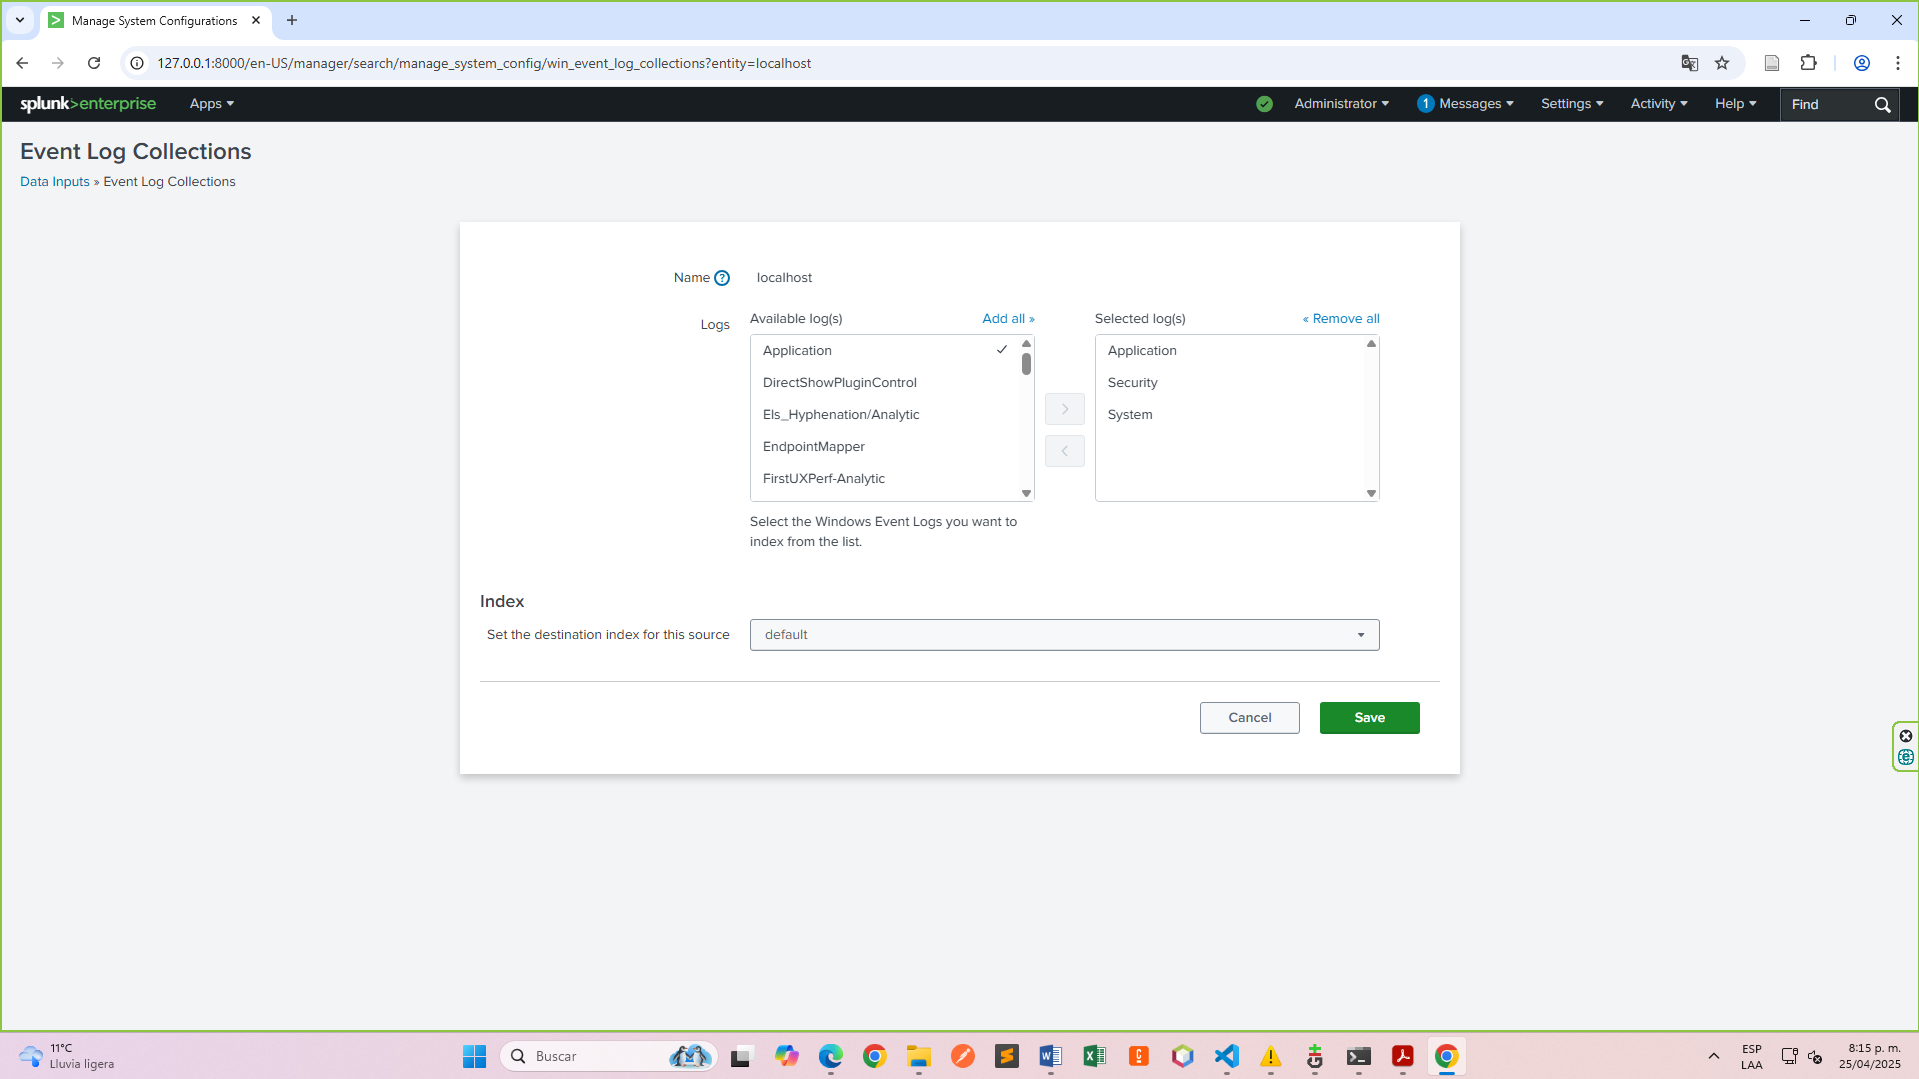 Manage System Configurations
127.0.0.1:8000/en-US/manager/search/manage_system_config/win_event_log_collections?entity=localhost
splunk>enterprise Apps Administrator 1 Messages Settings Activity Help Find
Event Log Collections
Data Inputs » Event Log Collections
Name ? localhost
Logs
Available log(s) Add all »
Application
DirectShowPluginControl
Els_Hyphenation/Analytic
EndpointMapper
FirstUXPerf-Analytic
Selected log(s) « Remove all
Application
Security
System
Select the Windows Event Logs you want to
index from the list.
Index
Set the destination index for this source default
Cancel Save
11°C
Lluvia ligera
Buscar
ESP
LAA
8:15 p. m.
25/04/2025